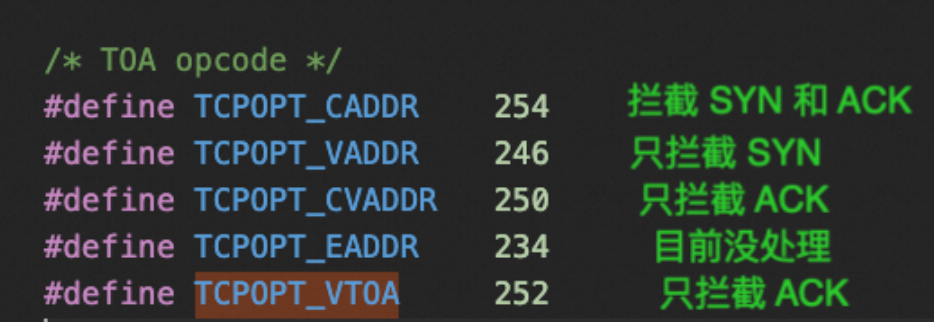 /* TOA opcode */
#define TCPOPT_CADDR 254 拦截 SYN 和 ACK
#define TCPOPT_VADDR 246 只拦截 SYN
#define TCPOPT_CVADDR 250 只拦截 ACK
#define TCPOPT_EADDR 234 目前没处理
#define TCPOPT_VTOA 252 只拦截 ACK